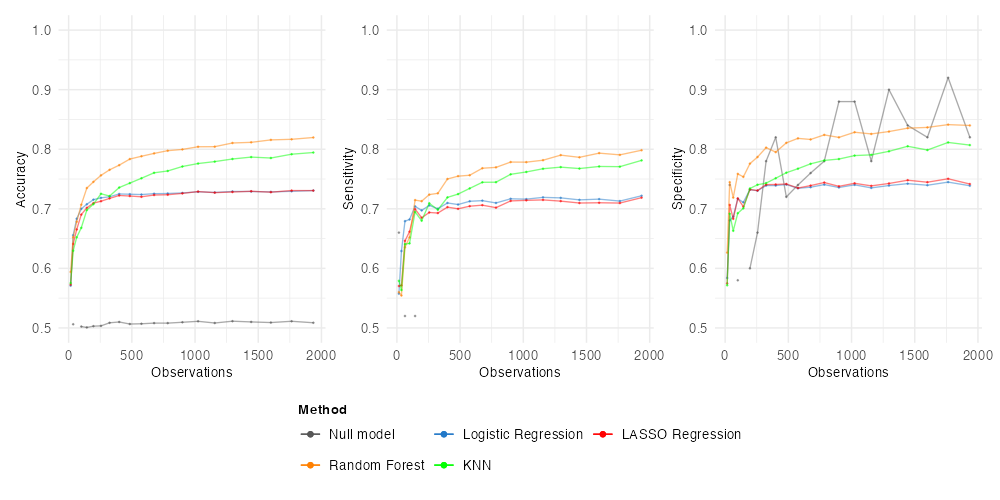 1.0
0.9
0.8
0.7
0.6
0.5
Accuracy
0 500 1000 1500 2000
Observations
1.0
0.9
0.8
0.7
0.6
0.5
Sensitivity
0 500 1000 1500 2000
Observations
1.0
0.9
0.8
0.7
0.6
0.5
Specificity
0 500 1000 1500 2000
Observations
Method
Null model Logistic Regression LASSO Regression
Random Forest KNN